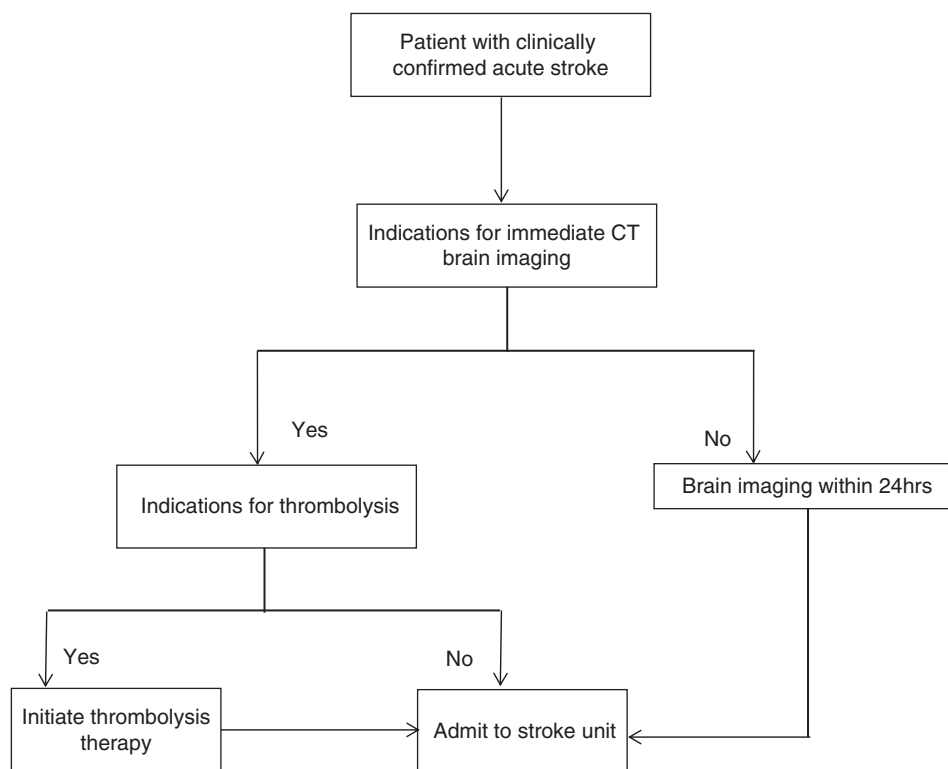 Patient with clinically
confirmed acute stroke
Indications for immediate CT
brain imaging
Yes
No
Indications for thrombolysis
Brain imaging within 24hrs
Yes
No
Initiate thrombolysis
therapy
Admit to stroke unit